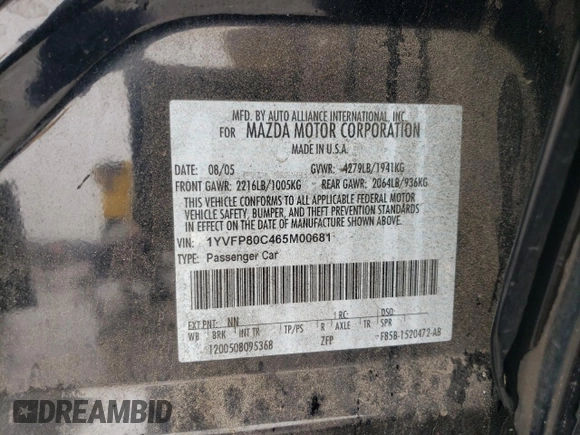 MFD. BY AUTO ALLIANCE INTERNATIONAL, INC.
FOR MAZDA MOTOR CORPORATION
MADE IN U.S.A.
DATE: 08/05 GVWR: 4279LB/1941KG
FRONT GAWR: 2216LB/1005KG REAR GAWR: 2064LB/936KG
THIS VEHICLE CONFORMS TO ALL APPLICABLE FEDERAL MOTOR
VEHICLE SAFETY, BUMPER, AND THEFT PREVENTION STANDARDS
IN EFFECT ON THE DATE OF MANUFACTURE SHOWN ABOVE.
VIN: 1YVFP80C465M00681
TYPE: Passenger Car
EXT PNT: NN RC: DSO:
WB BRK INT TR TP/PS R AXLE TR SPR
1200508095368 ZFP F85B-1520472-AB
DREAMBID